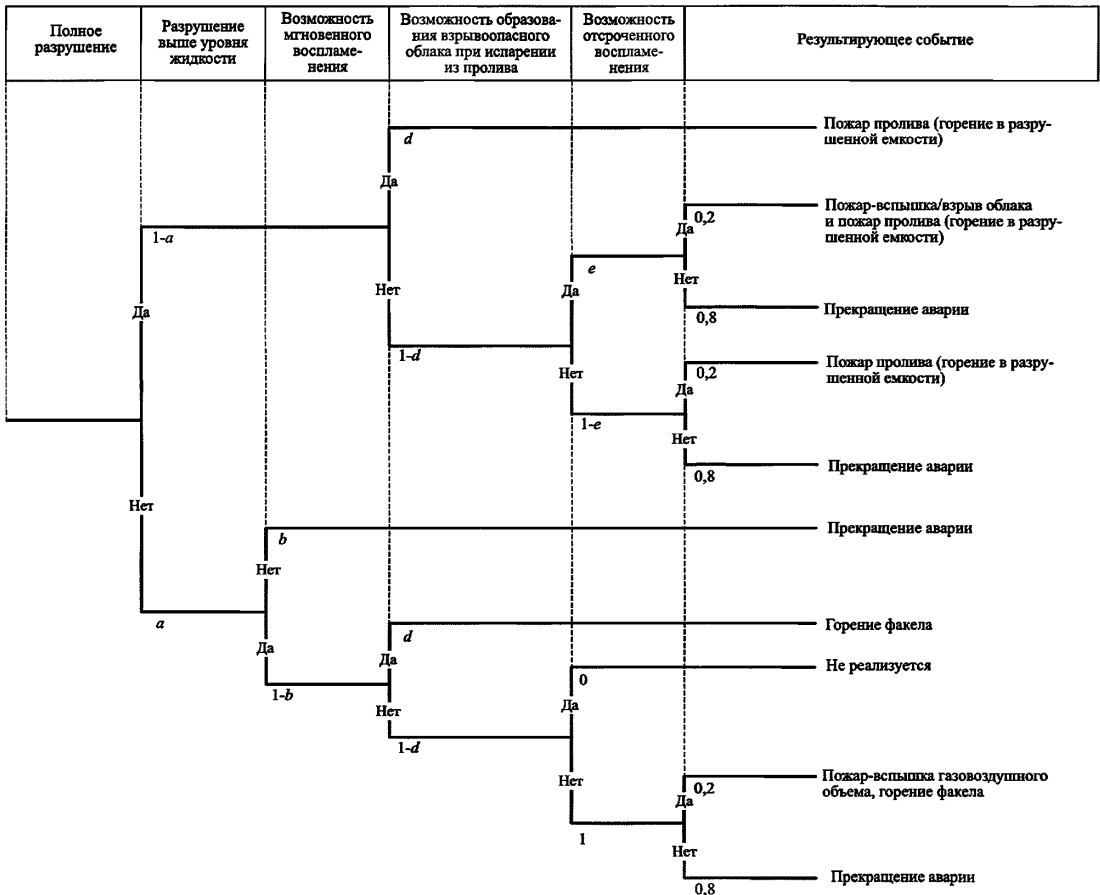 Полное
разрушение
Разрушение
выше уровня
жидкости
Возможность
мгновенного
воспламе-
нения
Возможность образова-
ния взрывоопасного
облака при испарении
из пролива
Возможность
отсроченного
воспламе-
нения
Результирующее событие
d
Пожар пролива (горение в разру-
шенной емкости)
Да
0,2
Пожар-вспышка/взрыв облака
и пожар пролива (горение в разру-
шенной емкости)
Да
1-a
e
Нет
Нет
Да
Да
0,8
Прекращение аварии
1-d
0,2
Пожар пролива (горение в разру-
шенной емкости)
Нет
Да
1-e
Нет
0,8
Прекращение аварии
Нет
b
Прекращение аварии
Нет
a
d
Горение факела
Да
Да
0
Не реализуется
1-b
Нет
Да
1-d
Нет
0,2
Пожар-вспышка газовоздушного
объема, горение факела
Да
1
Нет
0,8
Прекращение аварии